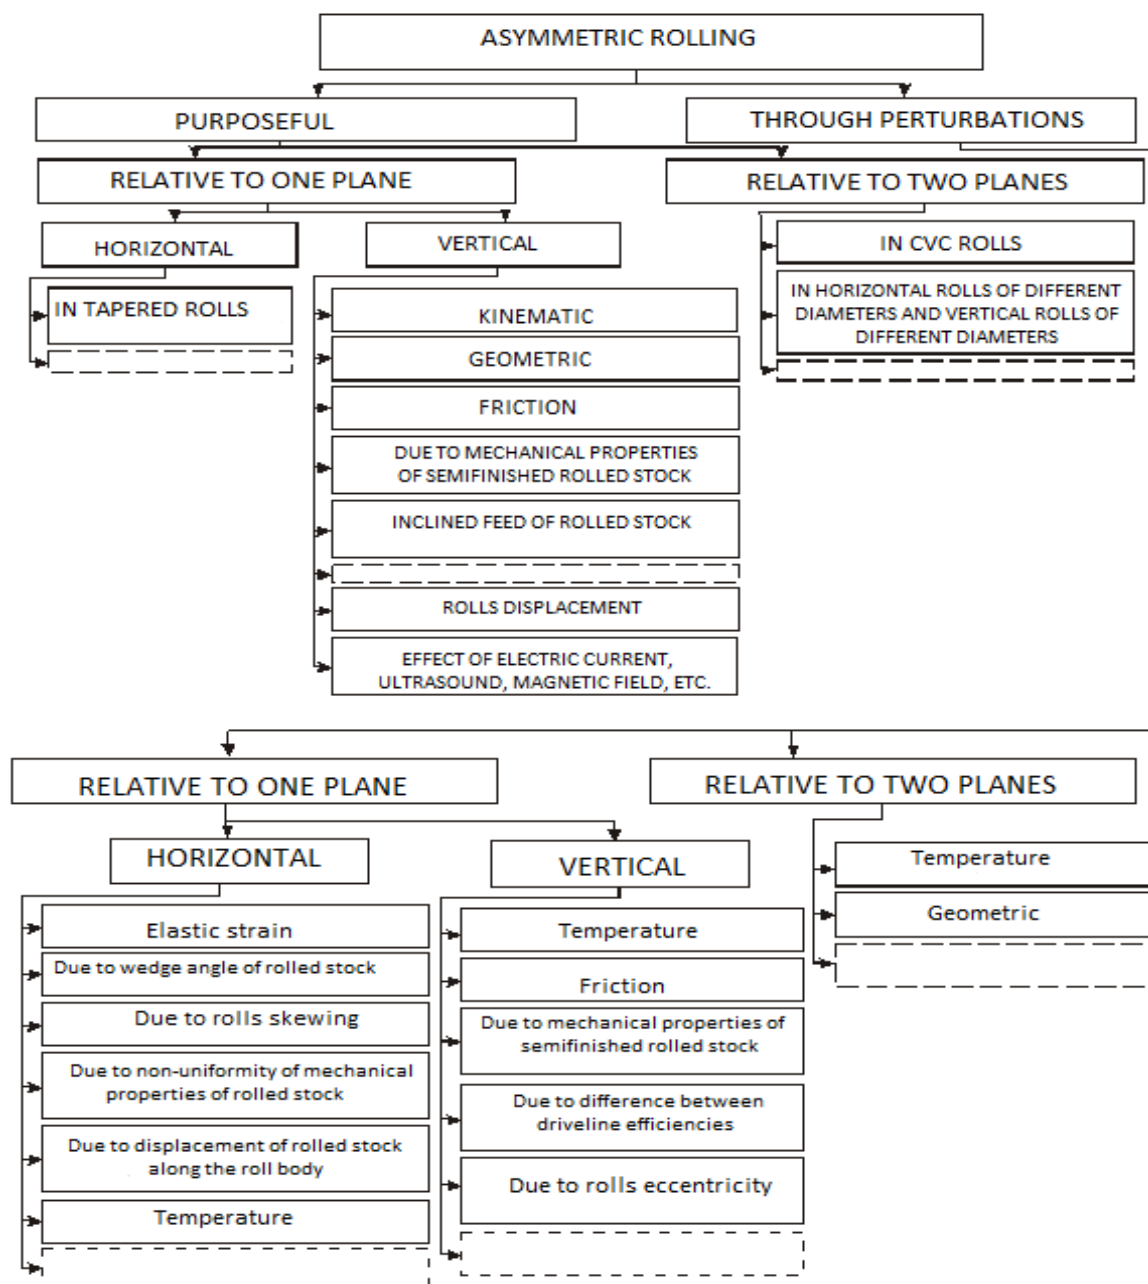 ASYMMETRIC ROLLING
PURPOSEFUL
THROUGH PERTURBATIONS
RELATIVE TO ONE PLANE
RELATIVE TO TWO PLANES
HORIZONTAL
VERTICAL
IN CVC ROLLS
IN TAPERED ROLLS
IN HORIZONTAL ROLLS OF DIFFERENT
DIAMETERS AND VERTICAL ROLLS OF
DIFFERENT DIAMETERS
KINEMATIC
GEOMETRIC
FRICTION
DUE TO MECHANICAL PROPERTIES
OF SEMIFINISHED ROLLED STOCK
INCLINED FEED OF ROLLED STOCK
ROLLS DISPLACEMENT
EFFECT OF ELECTRIC CURRENT,
ULTRASOUND, MAGNETIC FIELD, ETC.
RELATIVE TO ONE PLANE
RELATIVE TO TWO PLANES
HORIZONTAL
VERTICAL
Temperature
Geometric
Elastic strain
Due to wedge angle of rolled stock
Due to rolls skewing
Due to non-uniformity of mechanical
properties of rolled stock
Due to displacement of rolled stock
along the roll body
Temperature
Temperature
Friction
Due to mechanical properties of
semifinished rolled stock
Due to difference between
driveline efficiencies
Due to rolls eccentricity